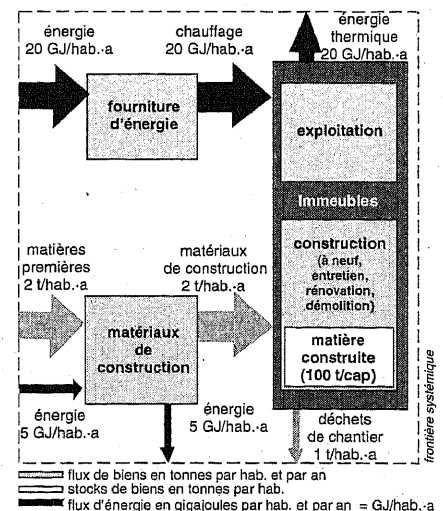 énergie
20 GJ/hab.·a
chauffage
20 GJ/hab.·a
énergie
thermique
20 GJ/hab.·a
fourniture
d'énergie
exploitation
Immeubles
matières
premières
2 t/hab.·a
matériaux
de construction
2 t/hab.·a
construction
(à neuf,
entretien,
rénovation,
démolition)
matériaux
de
construction
matière
construite
(100 t/cap)
énergie
5 GJ/hab.·a
énergie
5 GJ/hab.·a
déchets
de chantier
1 t/hab.·a
frontière systémique
flux de biens en tonnes par hab. et par an
stocks de biens en tonnes par hab.
flux d'énergie en gigajoules par hab. et par an = GJ/hab.·a